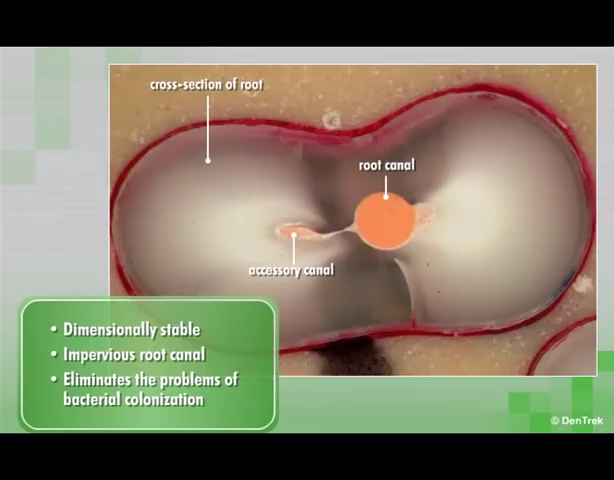 cross-section of root
root canal
accessory canal
• Dimensionally stable
• Impervious root canal
• Eliminates the problems of
bacterial colonization
© DenTrek